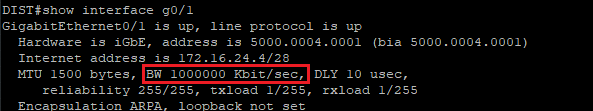 DIST#show interface g0/1
GigabitEthernet0/1 is up, line protocol is up
Hardware is iGbE, address is 5000.0004.0001 (bia 5000.0004.0001)
Internet address is 172.16.24.4/28
MTU 1500 bytes, BW 1000000 Kbit/sec, DLY 10 usec,
reliability 255/255, txload 1/255, rxload 1/255
Encapsulation ARPA, loopback not set